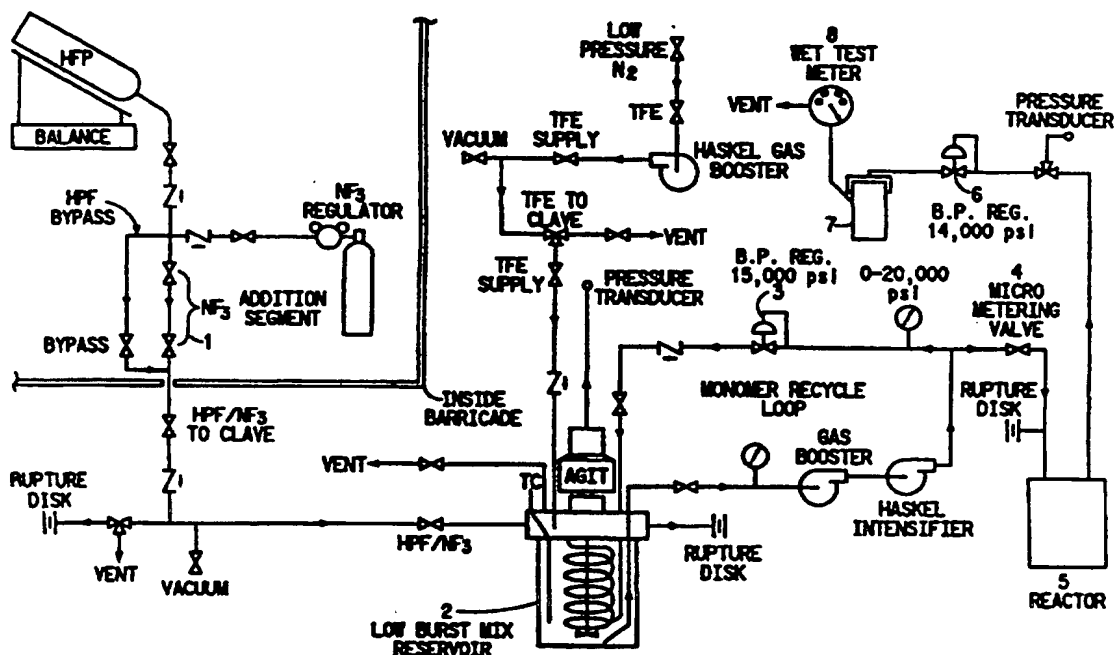 HFP
BALANCE
HPF
BYPASS
NF3
REGULATOR
NF3
ADDITION
SEGMENT
1
BYPASS
HPF/NF3
TO CLAVE
INSIDE
BARRICADE
RUPTURE
DISK
VENT
VACUUM
HPF/NF3
VENT
TC
AGIT
2
LOW BURST MIX
RESERVOIR
RUPTURE
DISK
LOW
PRESSURE
N2
TFE
VACUUM
TFE
SUPPLY
HASKEL GAS
BOOSTER
TFE TO
CLAVE
VENT
TFE
SUPPLY
PRESSURE
TRANSDUCER
8
WET TEST
METER
VENT
PRESSURE
TRANSDUCER
6
B.P. REG.
14,000 psi
7
B.P. REG.
15,000 psi
3
0-20,000
psi
4
MICRO
METERING
VALVE
MONOMER RECYCLE
LOOP
RUPTURE
DISK
GAS
BOOSTER
HASKEL
INTENSIFIER
5
REACTOR